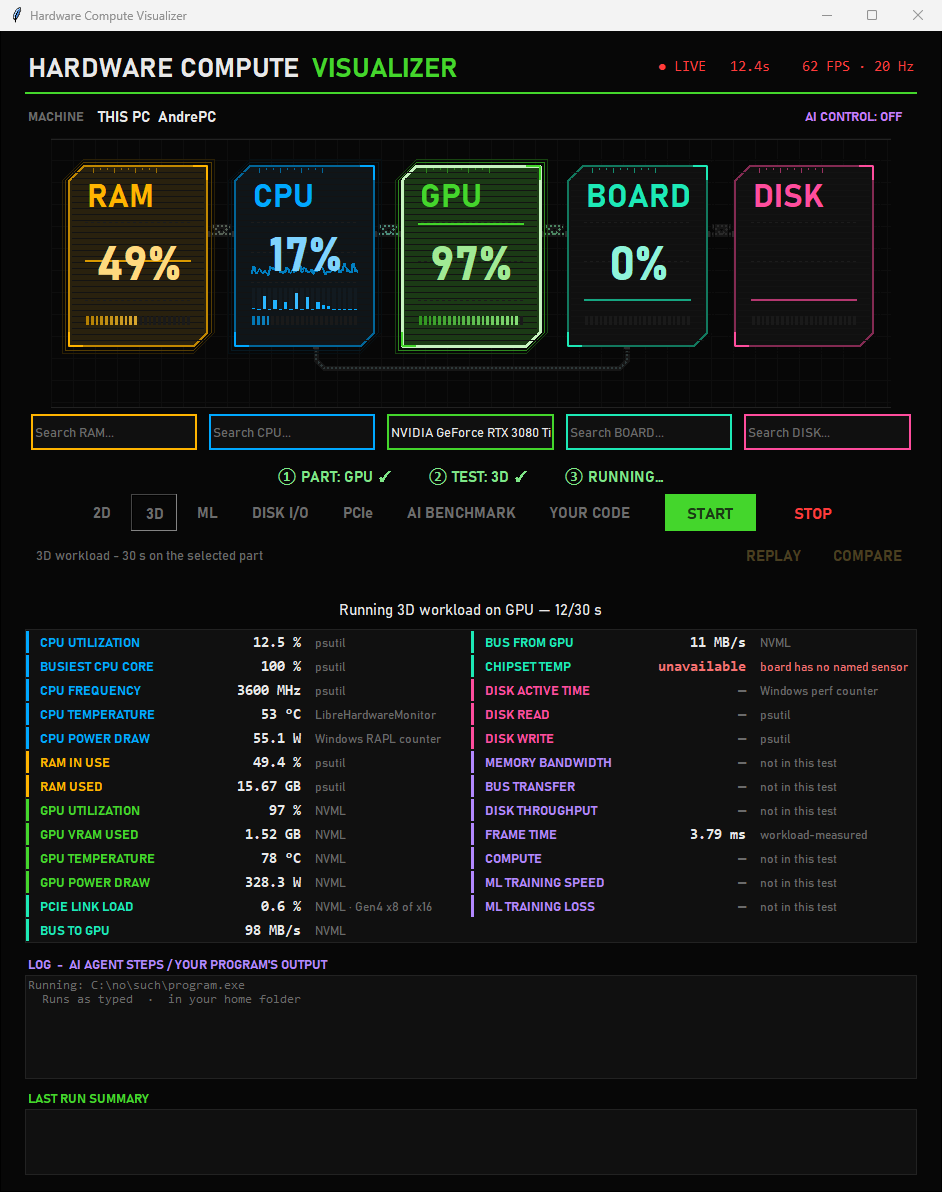 Hardware Compute Visualizer
HARDWARE COMPUTE VISUALIZER ● LIVE 12.4s 62 FPS · 20 Hz
MACHINE THIS PC AndrePC AI CONTROL: OFF
RAM CPU GPU BOARD DISK
49% 17% 97% 0%
Search RAM... Search CPU... NVIDIA GeForce RTX 3080 Ti Search BOARD... Search DISK...
① PART: GPU ✓ ② TEST: 3D ✓ ③ RUNNING...
2D 3D ML DISK I/O PCIe AI BENCHMARK YOUR CODE START STOP
3D workload - 30 s on the selected part REPLAY COMPARE
Running 3D workload on GPU — 12/30 s
CPU UTILIZATION 12.5 % psutil BUS FROM GPU 11 MB/s NVML
BUSIEST CPU CORE 100 % psutil CHIPSET TEMP unavailable board has no named sensor
CPU FREQUENCY 3600 MHz psutil DISK ACTIVE TIME — Windows perf counter
CPU TEMPERATURE 53 °C LibreHardwareMonitor DISK READ — psutil
CPU POWER DRAW 55.1 W Windows RAPL counter DISK WRITE — psutil
RAM IN USE 49.4 % psutil MEMORY BANDWIDTH — not in this test
RAM USED 15.67 GB psutil BUS TRANSFER — not in this test
GPU UTILIZATION 97 % NVML DISK THROUGHPUT — not in this test
GPU VRAM USED 1.52 GB NVML FRAME TIME 3.79 ms workload-measured
GPU TEMPERATURE 78 °C NVML COMPUTE — not in this test
GPU POWER DRAW 328.3 W NVML ML TRAINING SPEED — not in this test
PCIE LINK LOAD 0.6 % NVML · Gen4 x8 of x16 ML TRAINING LOSS — not in this test
BUS TO GPU 98 MB/s NVML
LOG - AI AGENT STEPS / YOUR PROGRAM'S OUTPUT
Running: C:\no\such\program.exe
Runs as typed · in your home folder
LAST RUN SUMMARY